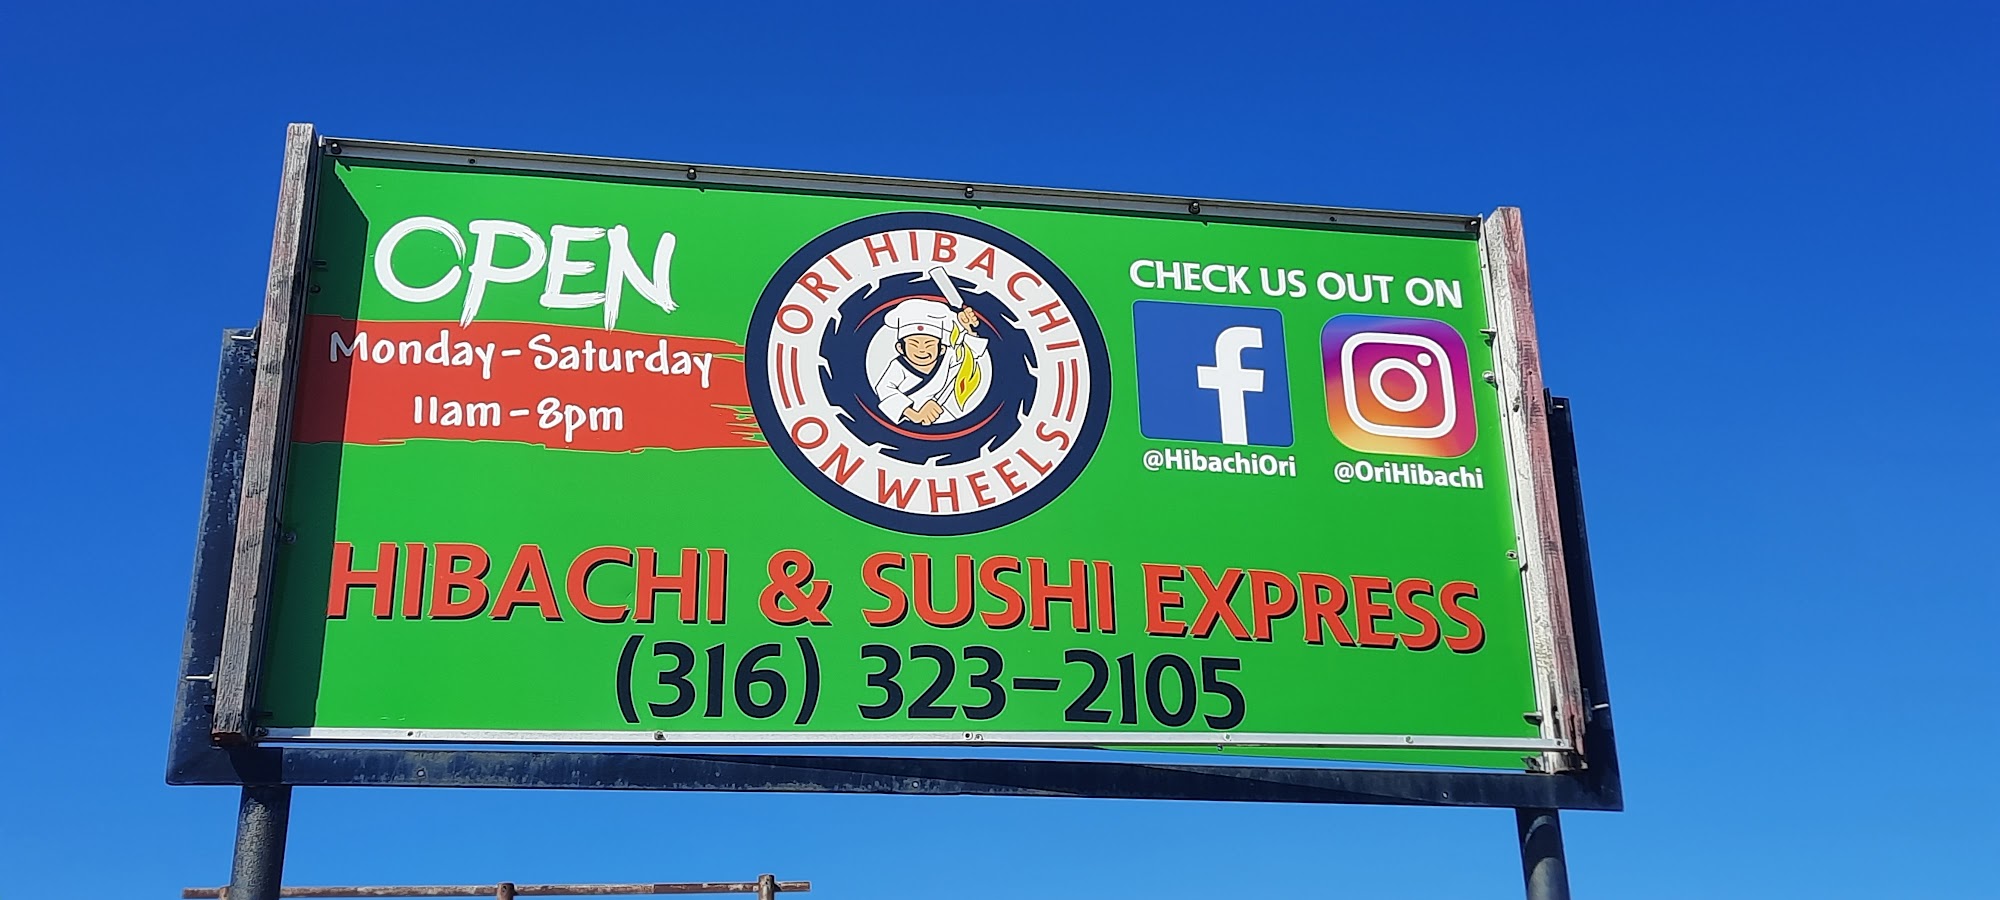 OPEN
Monday-Saturday
11am-8pm
ORI HIBACHI
ON WHEELS
CHECK US OUT ON
f
@HibachiOri
@OriHibachi
HIBACHI & SUSHI EXPRESS
(316) 323-2105